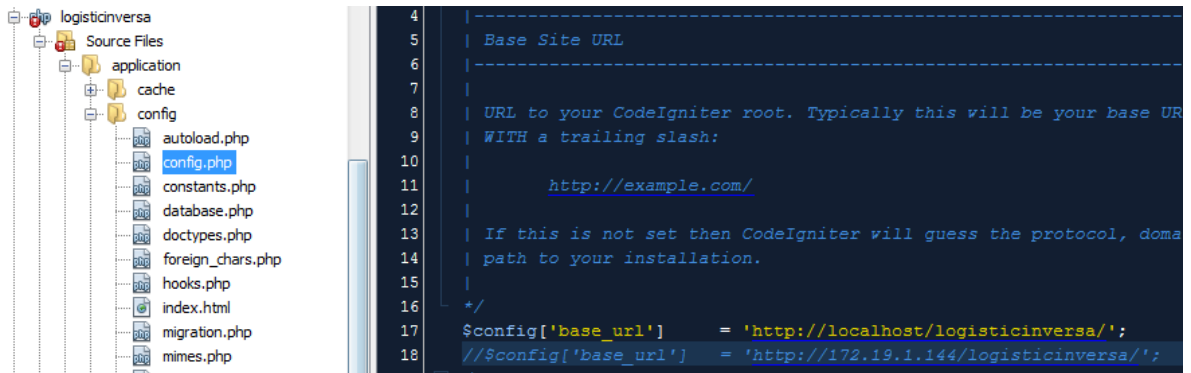 logisticinversa
Source Files
application
cache
config
autoload.php
config.php
constants.php
database.php
doctypes.php
foreign_chars.php
hooks.php
index.html
migration.php
mimes.php
4 |----------------------------------------------------------------------
5 | Base Site URL
6 |----------------------------------------------------------------------
7 |
8 | URL to your CodeIgniter root. Typically this will be your base UR
9 | WITH a trailing slash:
10 |
11 | http://example.com/
12 |
13 | If this is not set then CodeIgniter will guess the protocol, doma
14 | path to your installation.
15 |
16 */
17 $config['base_url'] = 'http://localhost/logisticinversa/';
18 //$config['base_url'] = 'http://172.19.1.144/logisticinversa/';